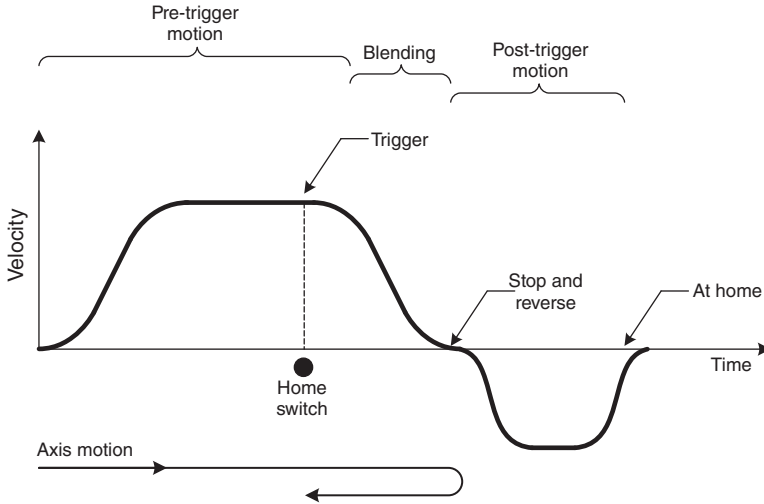 Pre-trigger
motion
Blending
Post-trigger
motion
Trigger
Velocity
Stop and
reverse
At home
Time
Home
switch
Axis motion